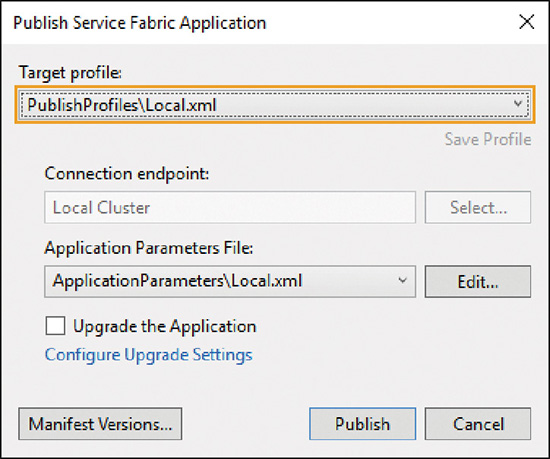 Publish Service Fabric Application
Target profile:
PublishProfiles\Local.xml
Save Profile
Connection endpoint:
Local Cluster
Select...
Application Parameters File:
ApplicationParameters\Local.xml
Edit...
Upgrade the Application
Configure Upgrade Settings
Manifest Versions...
Publish
Cancel